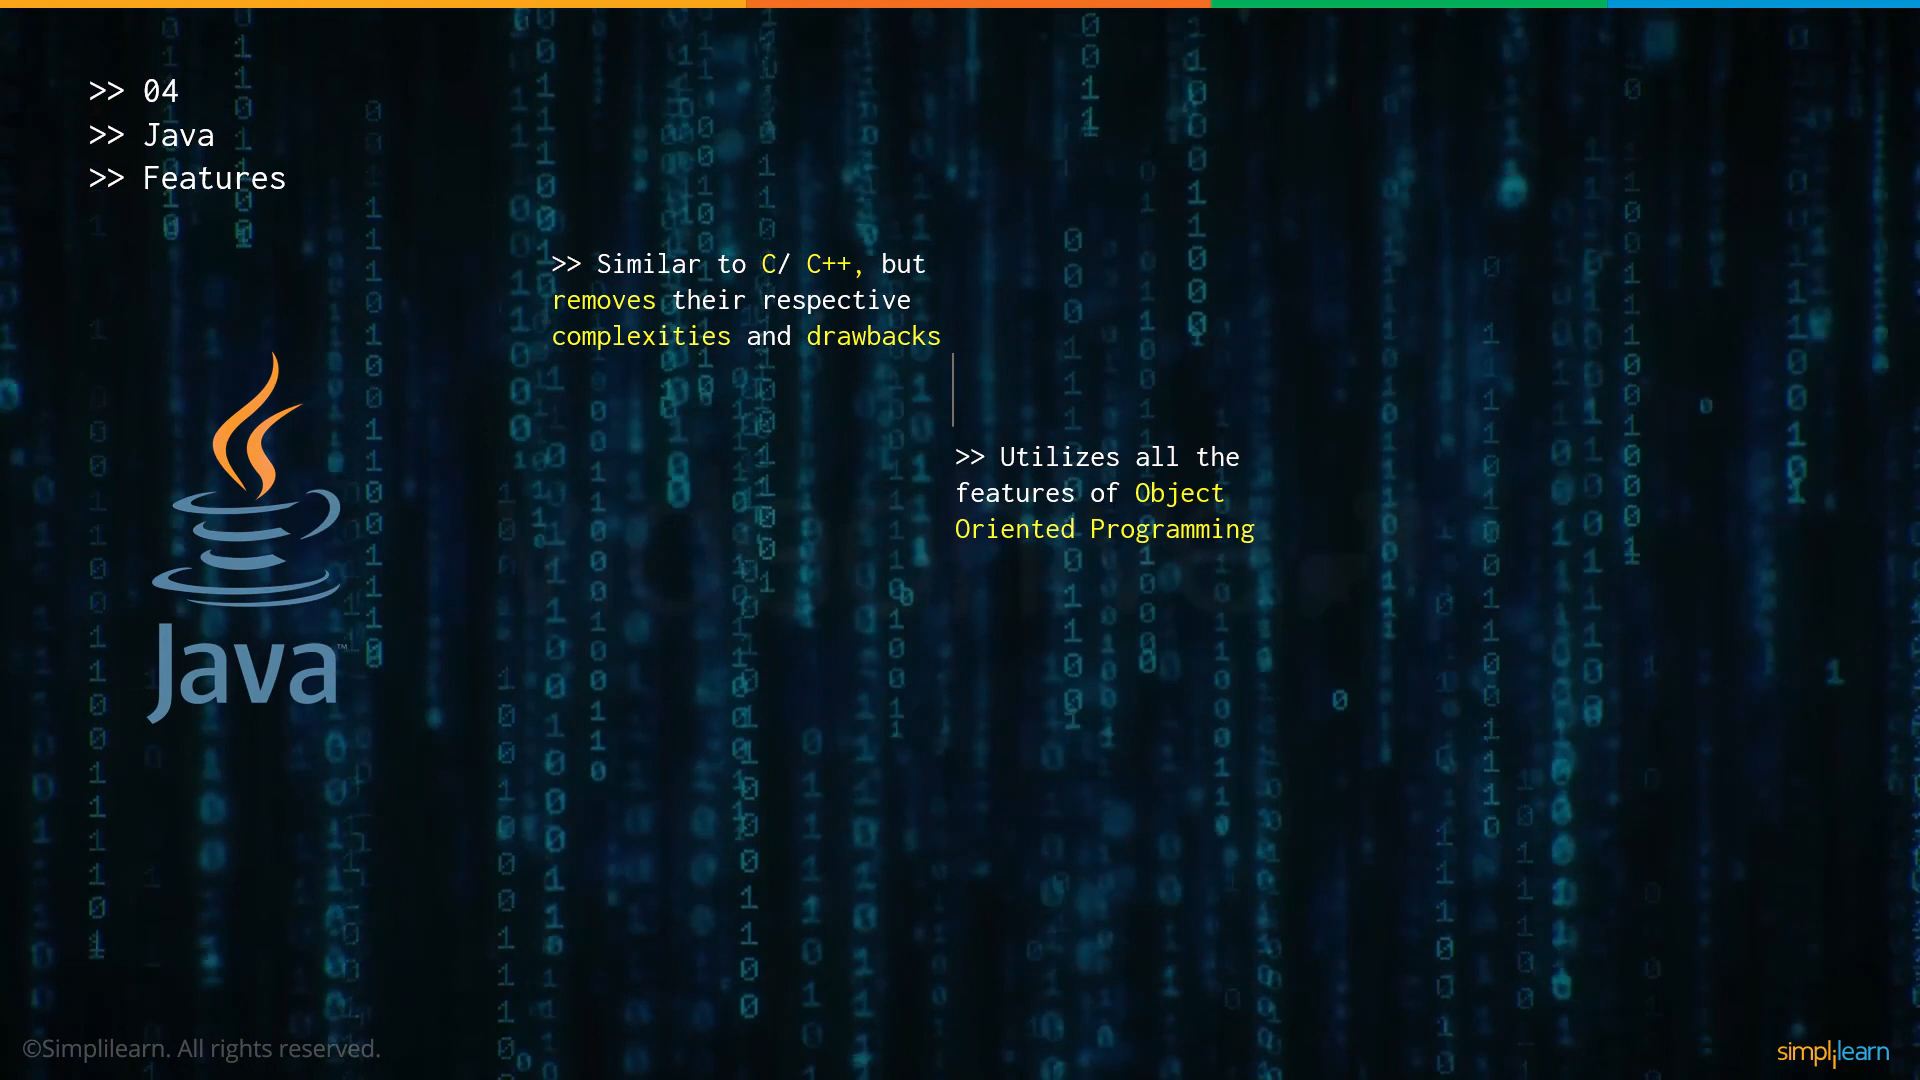 >> 04
>> Java
>> Features
>> Similar to C/ C++, but
removes their respective
complexities and drawbacks
>> Utilizes all the
features of Object
Oriented Programming
Java™
©Simplilearn. All rights reserved.
simplilearn